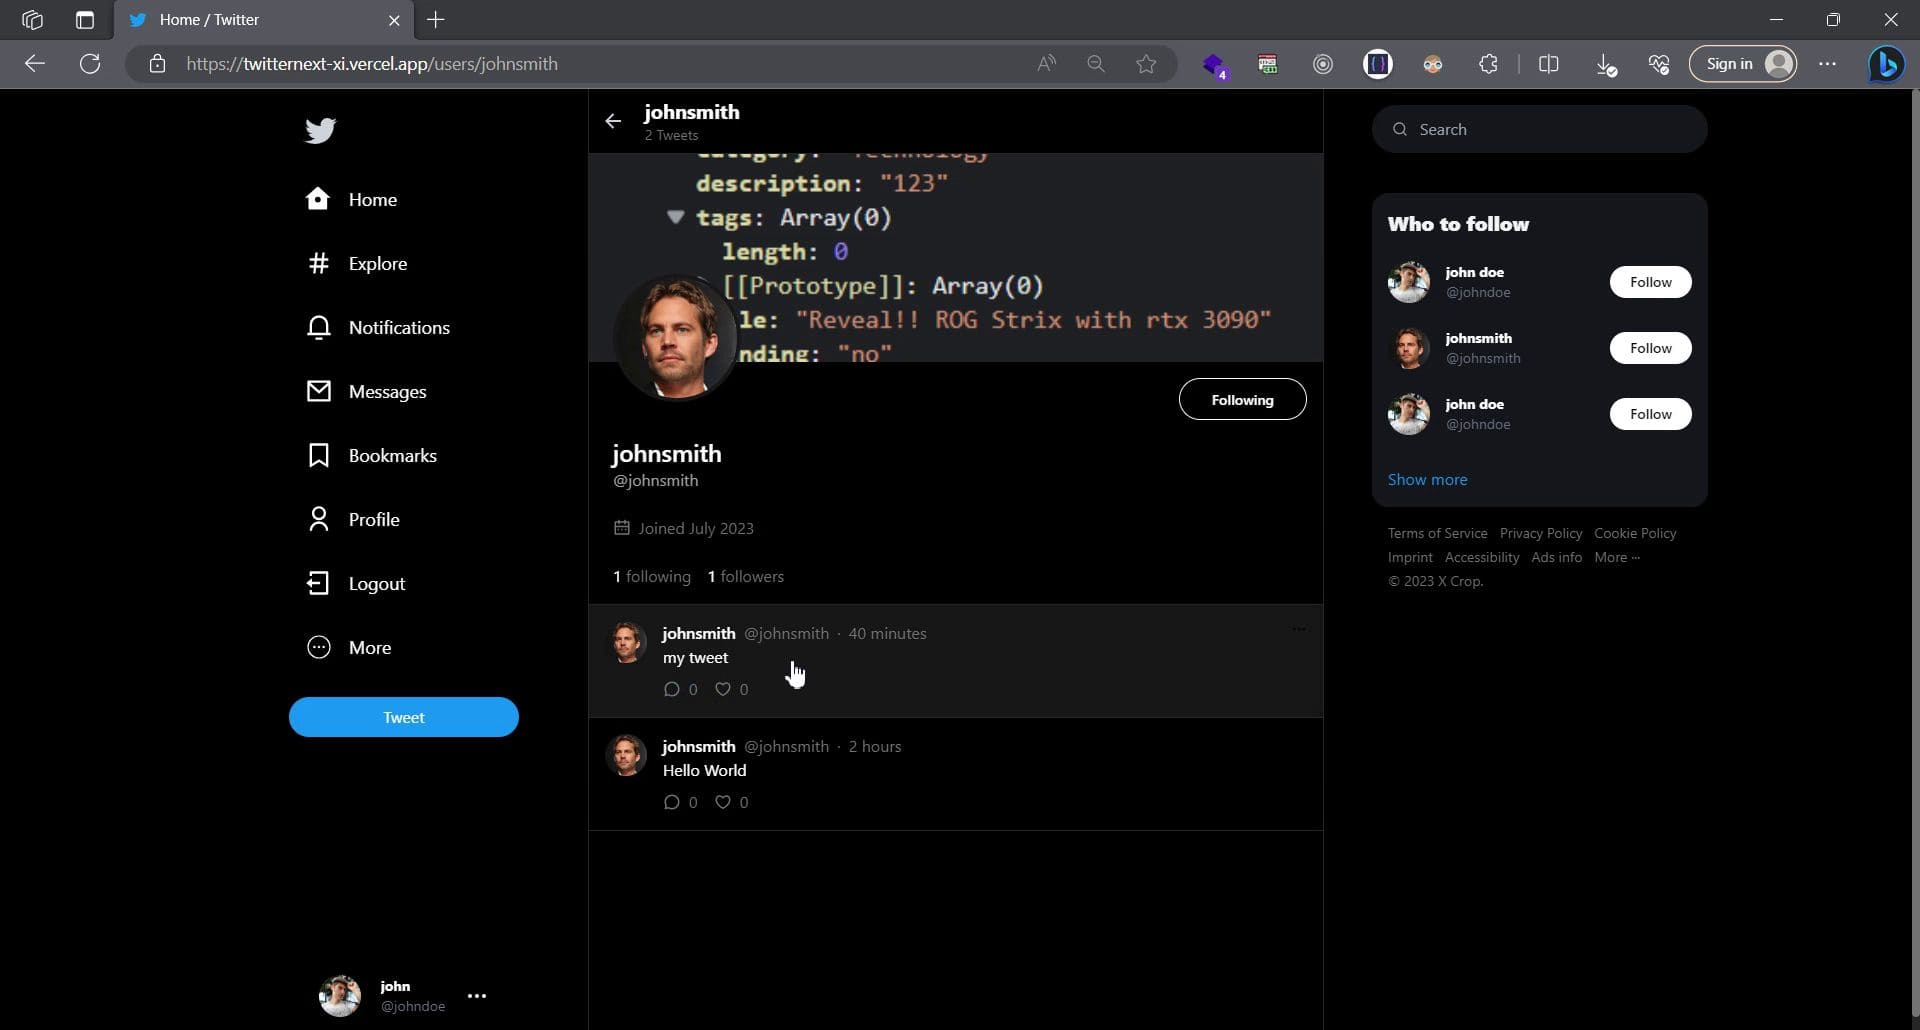 Home / Twitter
https://twitternext-xi.vercel.app/users/johnsmith
4
Sign in
johnsmith
2 Tweets
Home
Explore
Notifications
Messages
Bookmarks
Profile
Logout
More
Tweet
john
@johndoe
category: "Technology
description: "123"
tags: Array(0)
length: 0
[[Prototype]]: Array(0)
le: "Reveal!! ROG Strix with rtx 3090"
nding: "no"
Following
johnsmith
@johnsmith
Joined July 2023
1 following 1 followers
johnsmith @johnsmith · 40 minutes
my tweet
0 0
johnsmith @johnsmith · 2 hours
Hello World
0 0
Search
Who to follow
john doe
@johndoe
Follow
johnsmith
@johnsmith
Follow
john doe
@johndoe
Follow
Show more
Terms of Service Privacy Policy Cookie Policy
Imprint Accessibility Ads info More ···
© 2023 X Crop.